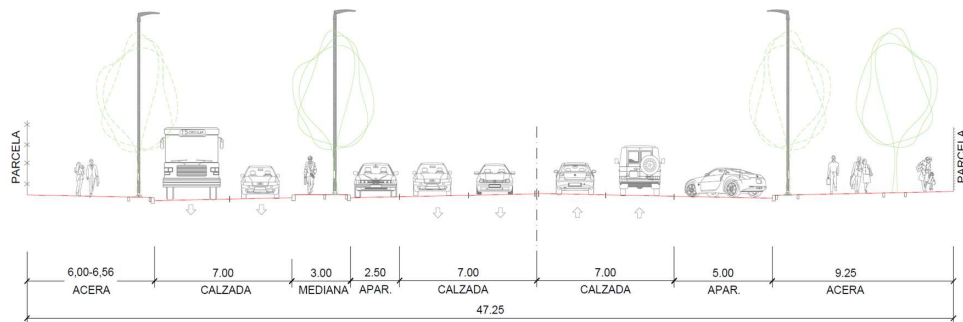 PARCELA
PARCELA
6,00-6,56
7.00
3.00
2.50
7.00
7.00
5.00
9.25
ACERA
CALZADA
MEDIANA
APAR.
CALZADA
CALZADA
APAR.
ACERA
47.25